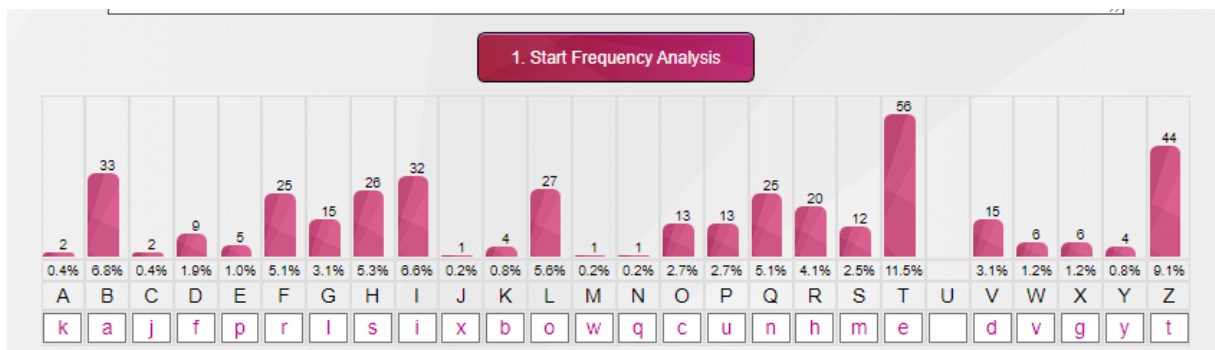 1. Start Frequency Analysis
2 33 2 9 5 25 15 26 32 1 4 27 1 1 13 13 25 20 12 56 15 6 6 4 44
0.4% 6.8% 0.4% 1.9% 1.0% 5.1% 3.1% 5.3% 6.6% 0.2% 0.8% 5.6% 0.2% 0.2% 2.7% 2.7% 5.1% 4.1% 2.5% 11.5% 3.1% 1.2% 1.2% 0.8% 9.1%
A B C D E F G H I J K L M N O P Q R S T U V W X Y Z
k a j f p r l s i x b o w q c u n h m e d v g y t